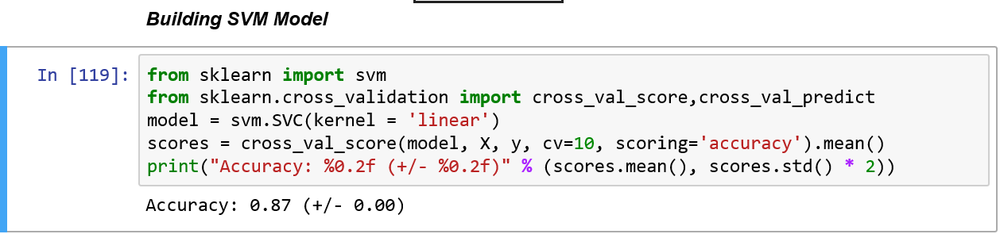 Building SVM Model
In [119]:
from sklearn import svm
from sklearn.cross_validation import cross_val_score,cross_val_predict
model = svm.SVC(kernel = 'linear')
scores = cross_val_score(model, X, y, cv=10, scoring='accuracy').mean()
print("Accuracy: %0.2f (+/- %0.2f)" % (scores.mean(), scores.std() * 2))
Accuracy: 0.87 (+/- 0.00)